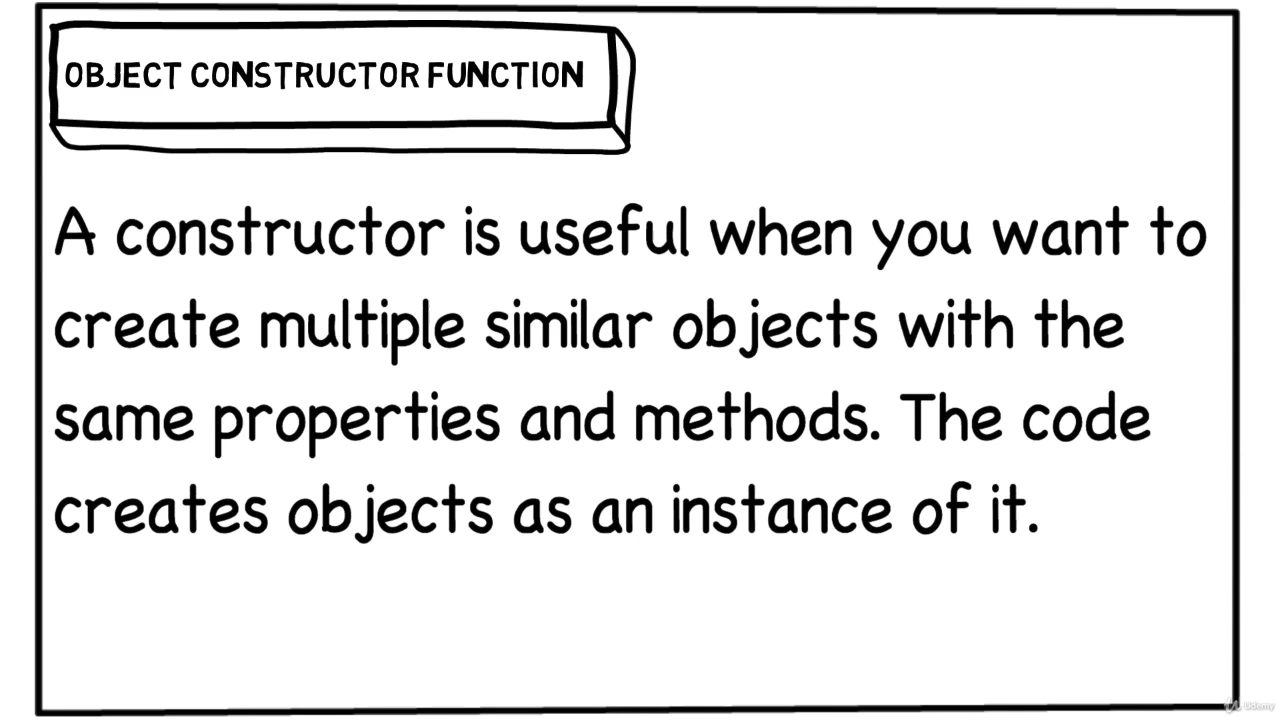 OBJECT CONSTRUCTOR FUNCTION
A constructor is useful when you want to
create multiple similar objects with the
same properties and methods. The code
creates objects as an instance of it.
Udemy